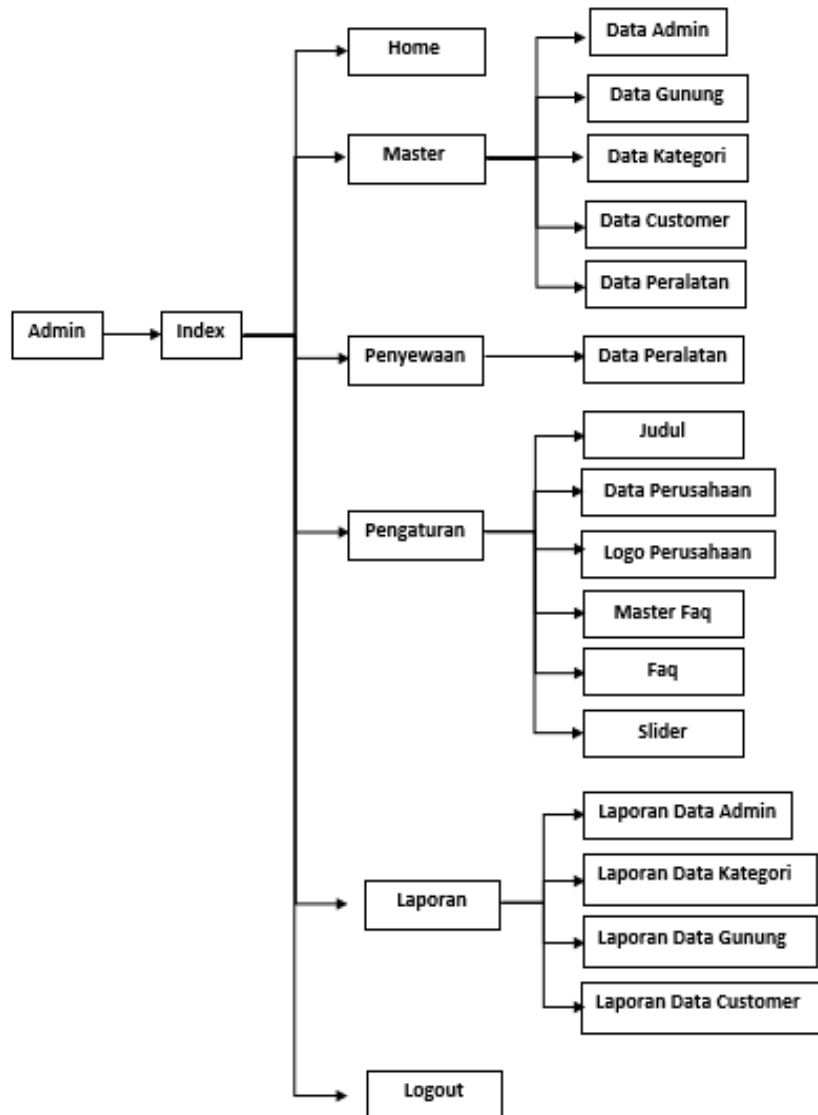 Admin
Index
Home
Master
Data Admin
Data Gunung
Data Kategori
Data Customer
Data Peralatan
Penyewaan
Data Peralatan
Pengaturan
Judul
Data Perusahaan
Logo Perusahaan
Master Faq
Faq
Slider
Laporan
Laporan Data Admin
Laporan Data Kategori
Laporan Data Gunung
Laporan Data Customer
Logout